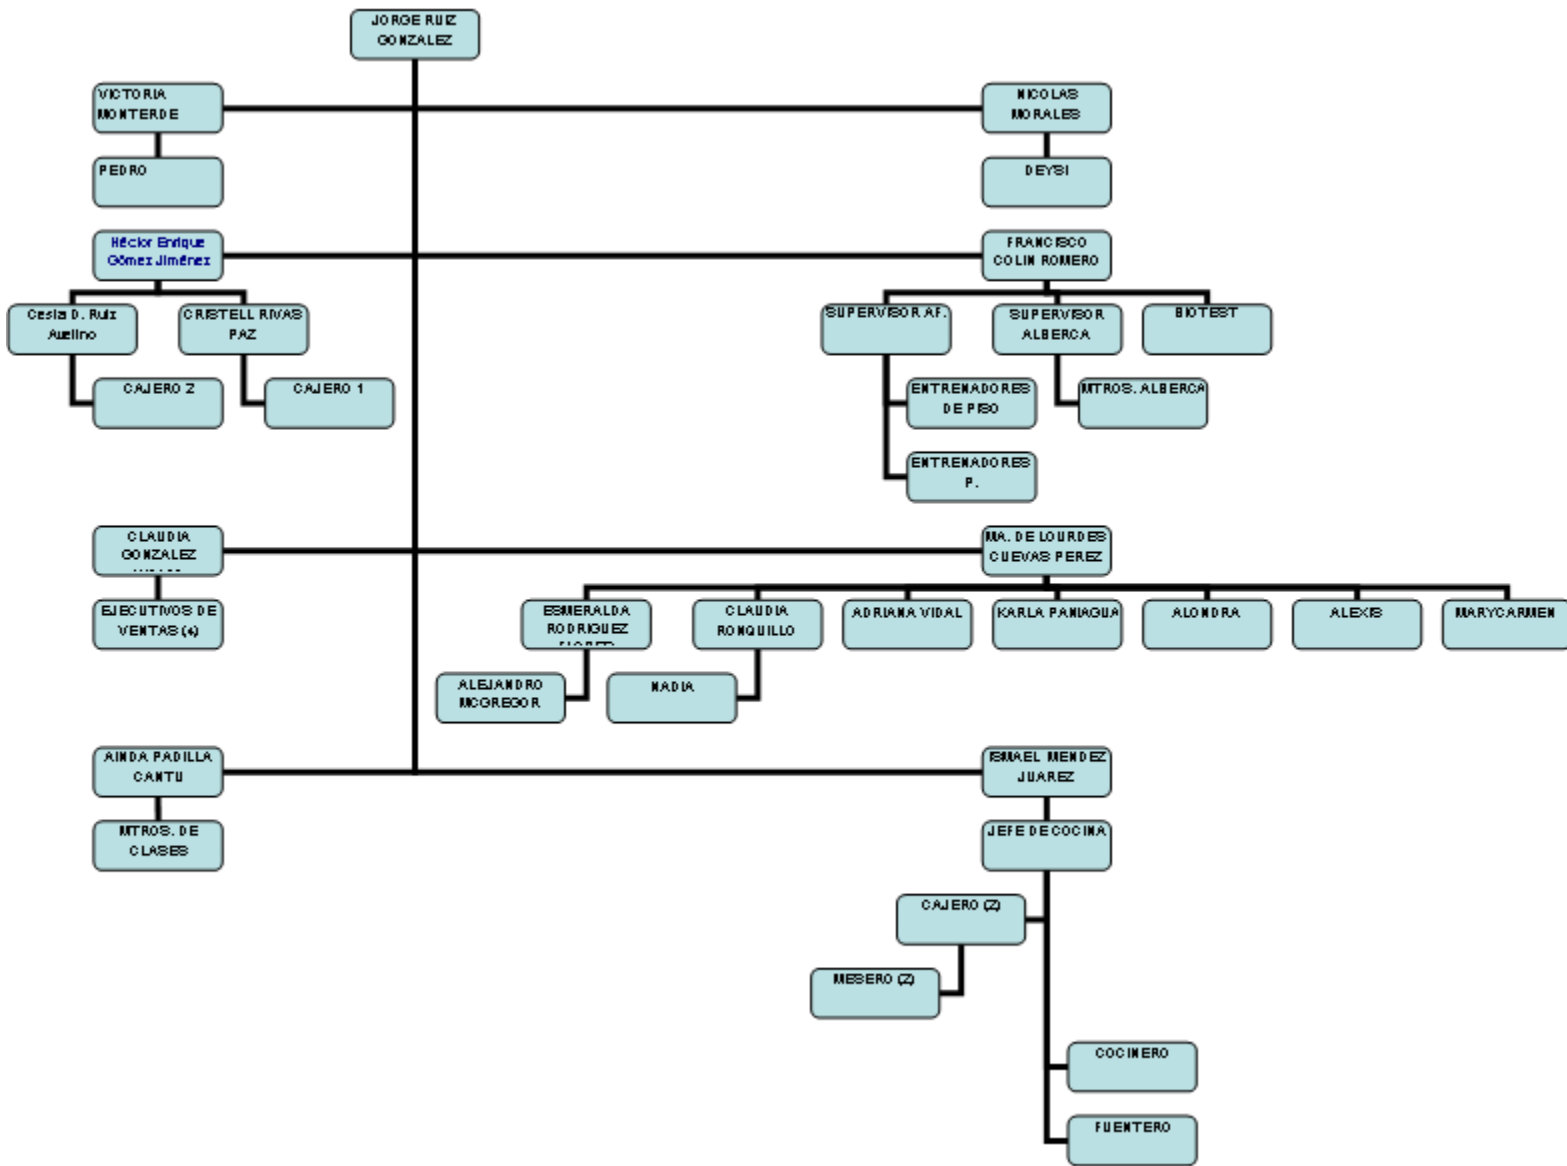 JORGE RUIZ
GONZALEZ
VICTORIA
MONTERDE
NICOLAS
MORALES
PEDRO
DEYSI
Héctor Enrique
Gómez Jiménez
FRANCISCO
COLIN ROMERO
D. Ruiz
CRISTELL RIVAS
PAZ
SUPERVISOR AF.
SUPERVISOR
ALBERCA
BIOTEST
CAJERO 2
CAJERO 1
ENTRENADORES
DE PISO
MTROS. ALBERCA
ENTRENADORES
P.
CLAUDIA
GONZALEZ
MA. DE LOURDES
CUEVAS PEREZ
EJECUTIVOS DE
VENTAS (4)
ESMERALDA
RODRIGUEZ
CLAUDIA
RONQUILLO
ADRIANA VIDAL
KARLA PANIAGUA
ALONDRA
ALEXIS
MARYCARMEN
ALEJANDRO
MCGREGOR
NADIA
AINDA PADILLA
CANTU
ISMAEL MENDEZ
JUAREZ
MTROS. DE
CLASES
JEFE DE COCINA
CAJERO (2)
MESERO (2)
COCINERO
FUENTERO